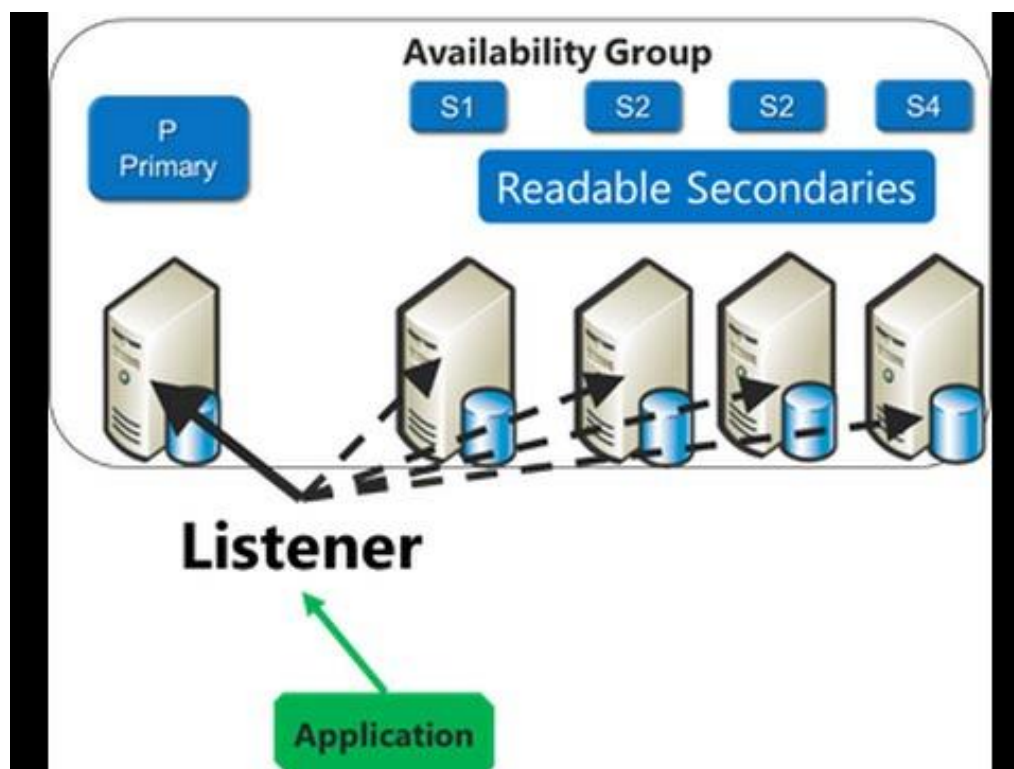 Availability Group
P
Primary
S1
S2
S2
S4
Readable Secondaries
Listener
Application